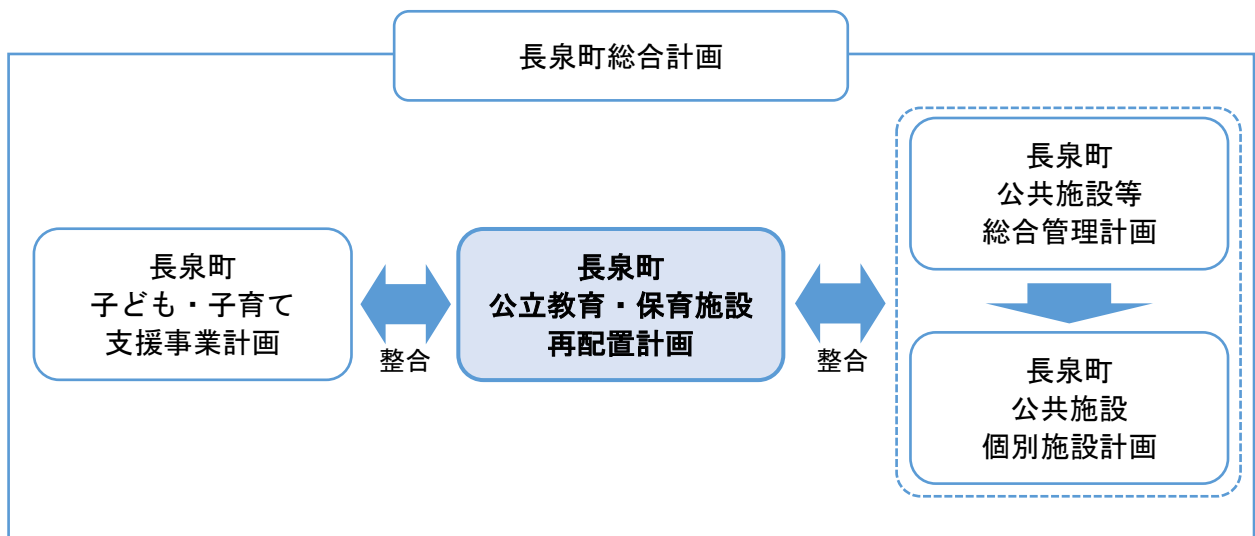 長泉町総合計画
長泉町
子ども・子育て
支援事業計画
整合
長泉町
公立教育・保育施設
再配置計画
整合
長泉町
公共施設等
総合管理計画
長泉町
公共施設
個別施設計画